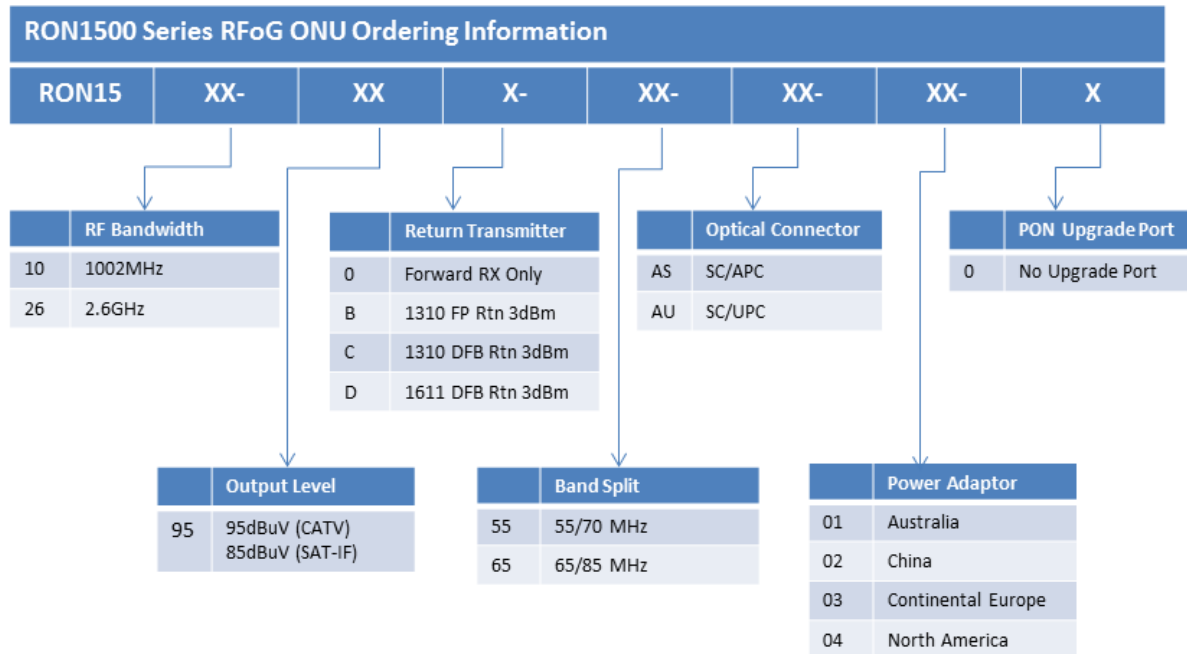 RON1500 Series RFoG ONU Ordering Information
RON15 XX- XX X- XX- XX- XX- X
RF Bandwidth
10 1002MHz
26 2.6GHz
Return Transmitter
0 Forward RX Only
B 1310 FP Rtn 3dBm
C 1310 DFB Rtn 3dBm
D 1611 DFB Rtn 3dBm
Optical Connector
AS SC/APC
AU SC/UPC
PON Upgrade Port
0 No Upgrade Port
Output Level
95 95dBuV (CATV)
85dBuV (SAT-IF)
Band Split
55 55/70 MHz
65 65/85 MHz
Power Adaptor
01 Australia
02 China
03 Continental Europe
04 North America